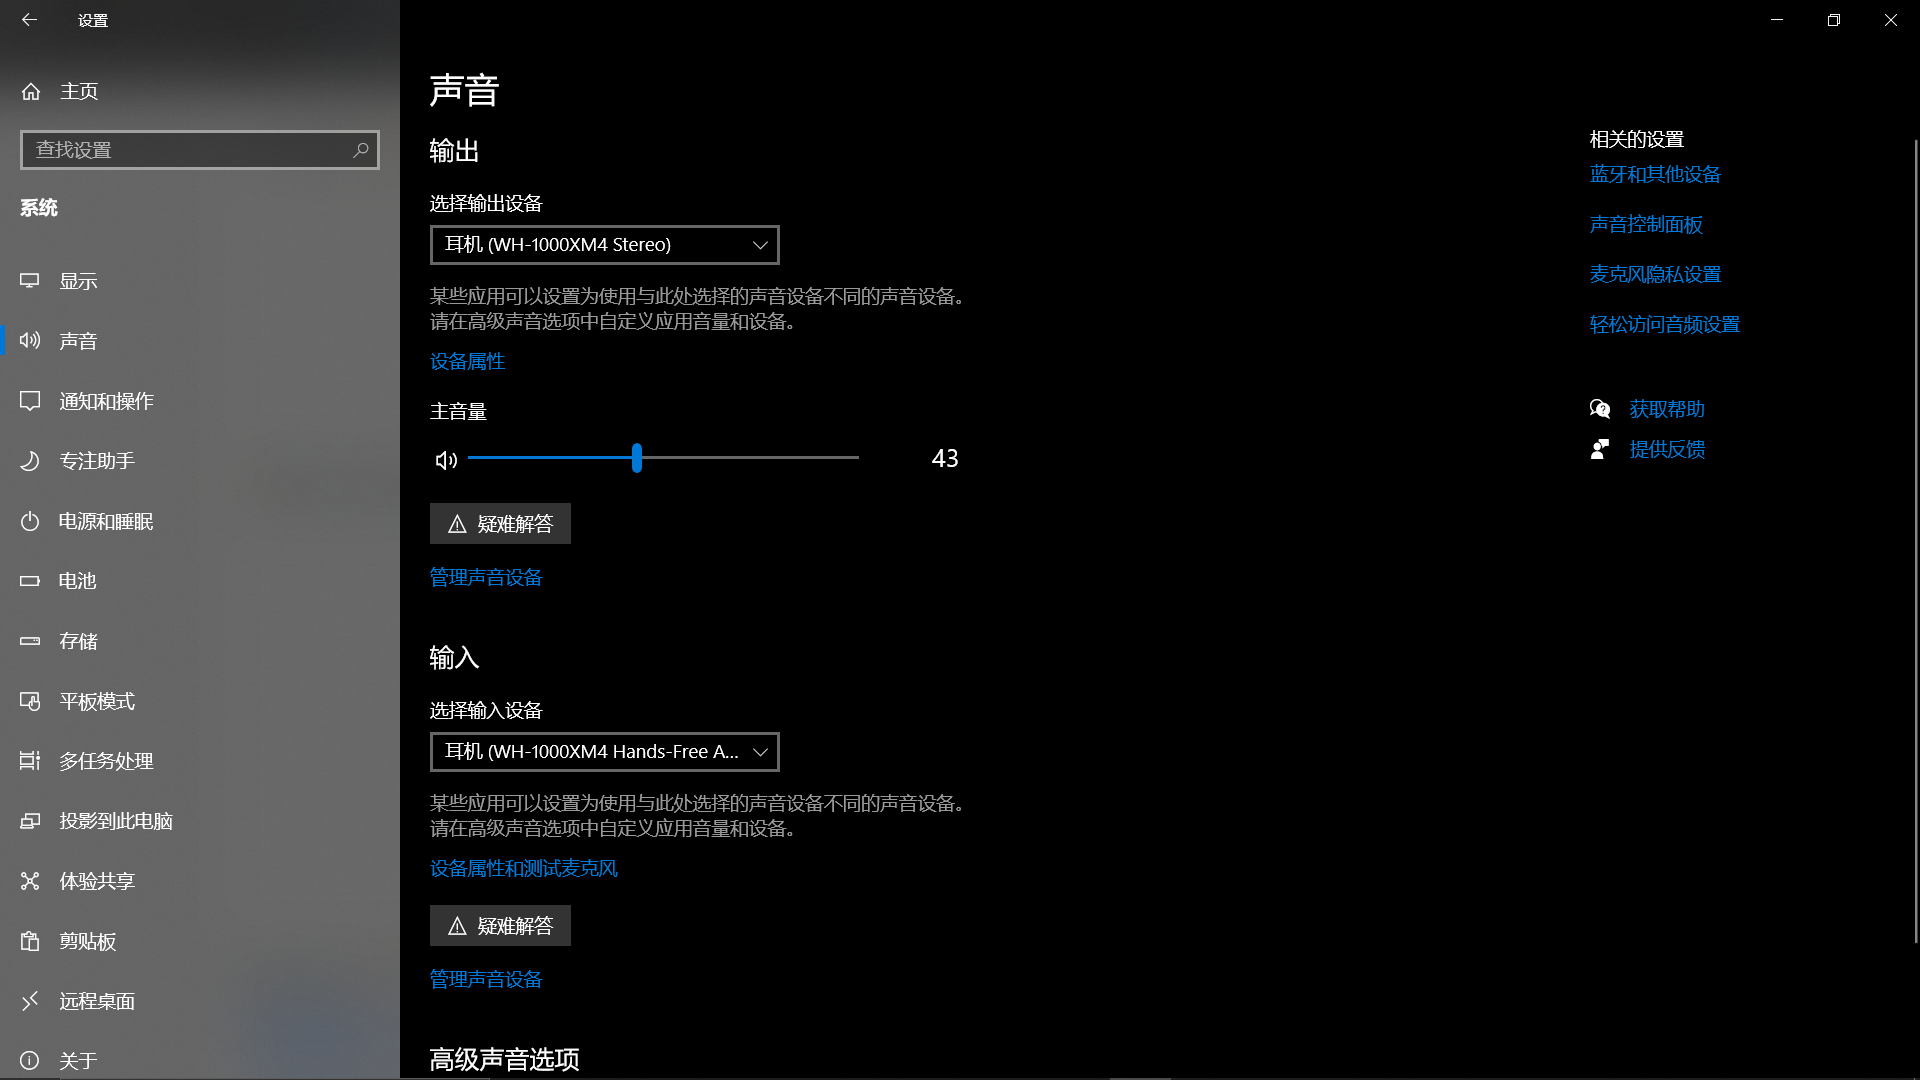 设置
主页
查找设置
系统
显示
声音
通知和操作
专注助手
电源和睡眠
电池
存储
平板模式
多任务处理
投影到此电脑
体验共享
剪贴板
远程桌面
关于
声音
输出
选择输出设备
耳机 (WH-1000XM4 Stereo)
某些应用可以设置为使用与此处选择的声音设备不同的声音设备。
请在高级声音选项中自定义应用音量和设备。
设备属性
主音量
43
疑难解答
管理声音设备
输入
选择输入设备
耳机 (WH-1000XM4 Hands-Free A...
某些应用可以设置为使用与此处选择的声音设备不同的声音设备。
请在高级声音选项中自定义应用音量和设备。
设备属性和测试麦克风
疑难解答
管理声音设备
高级声音选项
相关的设置
蓝牙和其他设备
声音控制面板
麦克风隐私设置
轻松访问音频设置
获取帮助
提供反馈